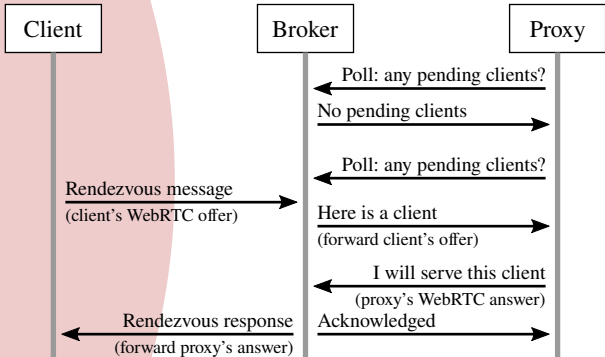 Client
Broker
Proxy
Poll: any pending clients?
No pending clients
Poll: any pending clients?
Rendezvous message
(client's WebRTC offer)
Here is a client
(forward client's offer)
I will serve this client
(proxy's WebRTC answer)
Rendezvous response
(forward proxy's answer)
Acknowledged